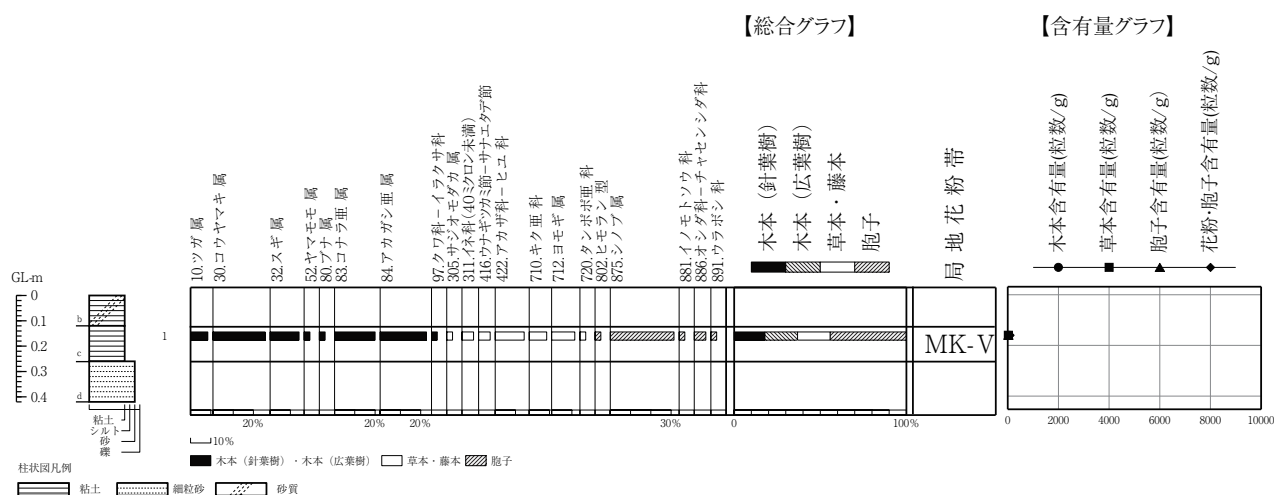 【総合グラフ】
【含有量グラフ】
GL-m
10.ツガ 属
30.コウヤマキ 属
32.スギ 属
52.ヤマモモ 属
80.ブナ 属
83.コナラ亜 属
84.アカガシ亜 属
97.クワ科−イラクサ科
305.サジオモダカ 属
311.イネ科(40ミクロン未満)
416.ウナギツカミ節−サナエタデ節
422.アカザ科−ヒユ 科
710.キク亜 科
712.ヨモギ 属
720.タンポポ亜 科
802.ヒモラン 型
875.シノブ 属
881.イノモトソウ 科
886.オシダ科−チャセンシダ科
891.ウラボシ 科
木本（針葉樹）
木本（広葉樹）
草本・藤本
胞子
局 地 花 粉 帯
木本含有量(粒数/g)
草本含有量(粒数/g)
胞子含有量(粒数/g)
花粉・胞子含有量(粒数/g)
0
0.1
0.2
0.3
0.4
b
c
d
1
MK-V
粘土
シルト
砂
礫
20%
20%
20%
30%
0
100%
0
2000
4000
6000
8000
10000
10%
木本（針葉樹）・木本（広葉樹）
草本・藤本
胞子
柱状図凡例
粘土
細粒砂
砂質